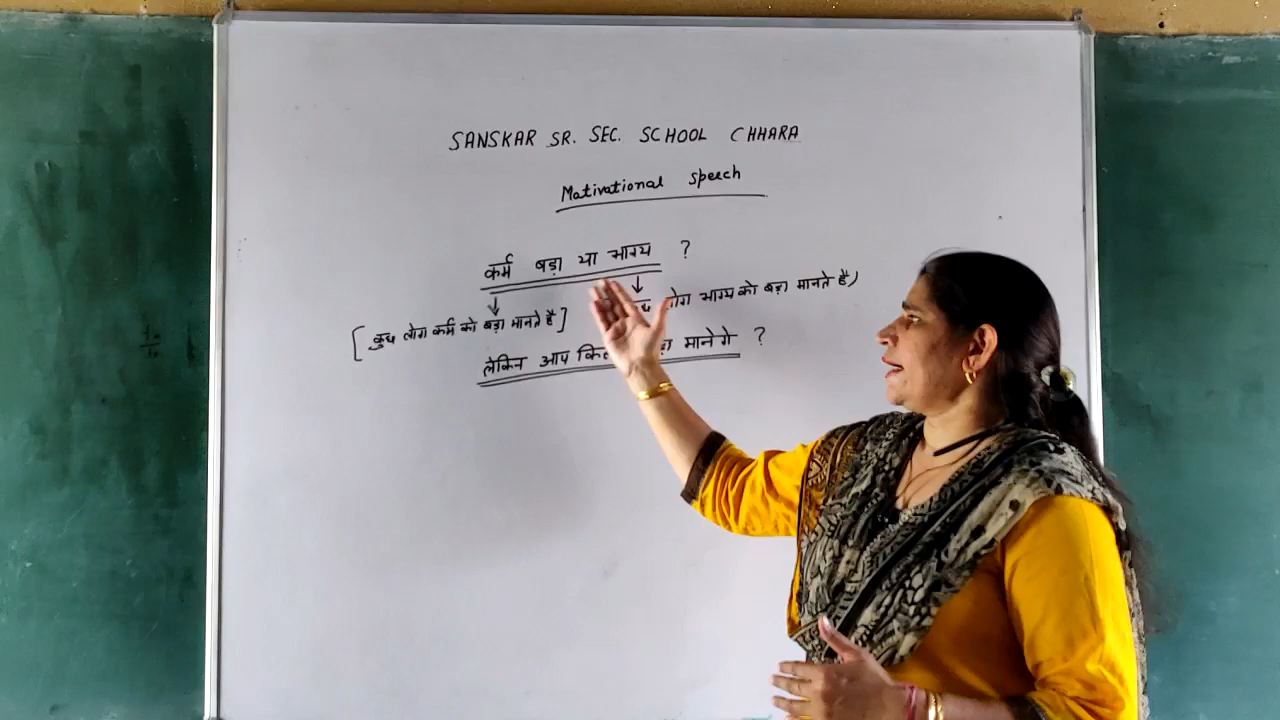 SANSKAR SR. SEC. SCHOOL CHHARA
Motivational Speech
कर्म बड़ा या भाग्य ?
[ कुछ लोग कर्म को बड़ा मानते है ] लोग भाग्य को बड़ा मानते है )
लेकिन आप मानेगे ?